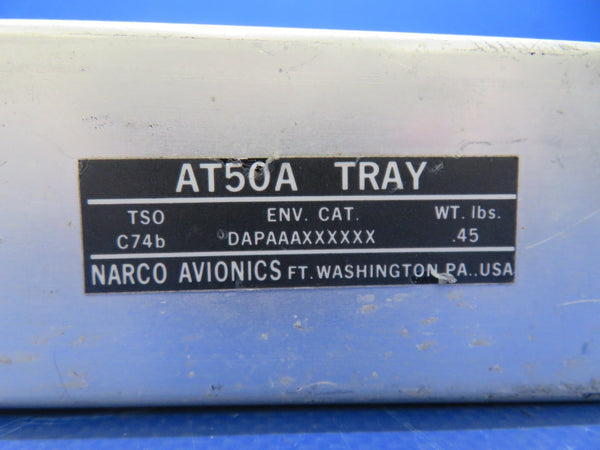 AT50A TRAY
TSO ENV. CAT. WT. lbs.
C74b DAPAAAXXXXXX .45
NARCO AVIONICS FT. WASHINGTON, PA., USA